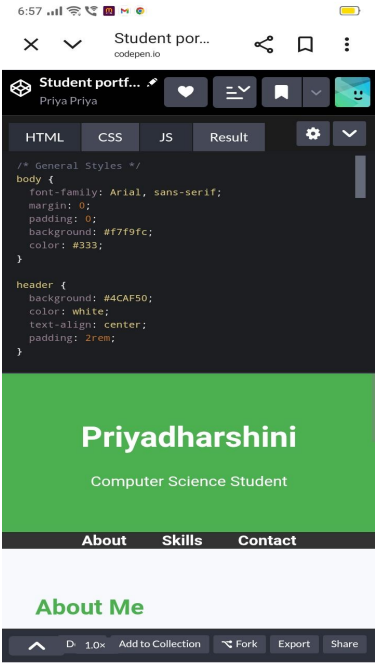 6:57
Student por...
codepen.io
Student portf...
Priya Priya
HTML CSS JS Result
/* General Styles */
body {
font-family: Arial, sans-serif;
margin: 0;
padding: 0;
background: #f7f9fc;
color: #333;
}
header {
background: #4CAF50;
color: white;
text-align: center;
padding: 2rem;
}
Priyadharshini
Computer Science Student
About Skills Contact
About Me
1.0× Add to Collection Fork Export Share